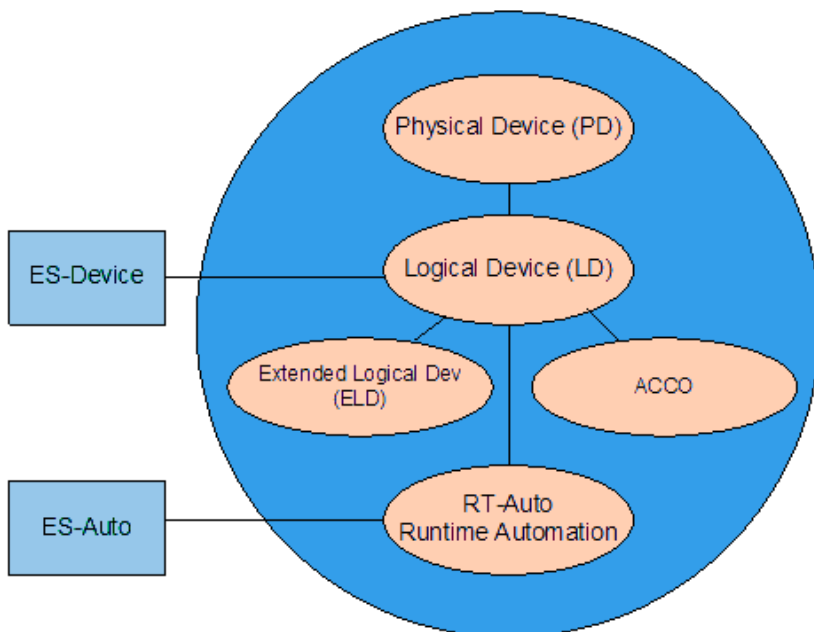 Physical Device (PD)
ES-Device
Logical Device (LD)
Extended Logical Dev
(ELD)
ACCO
ES-Auto
RT-Auto
Runtime Automation